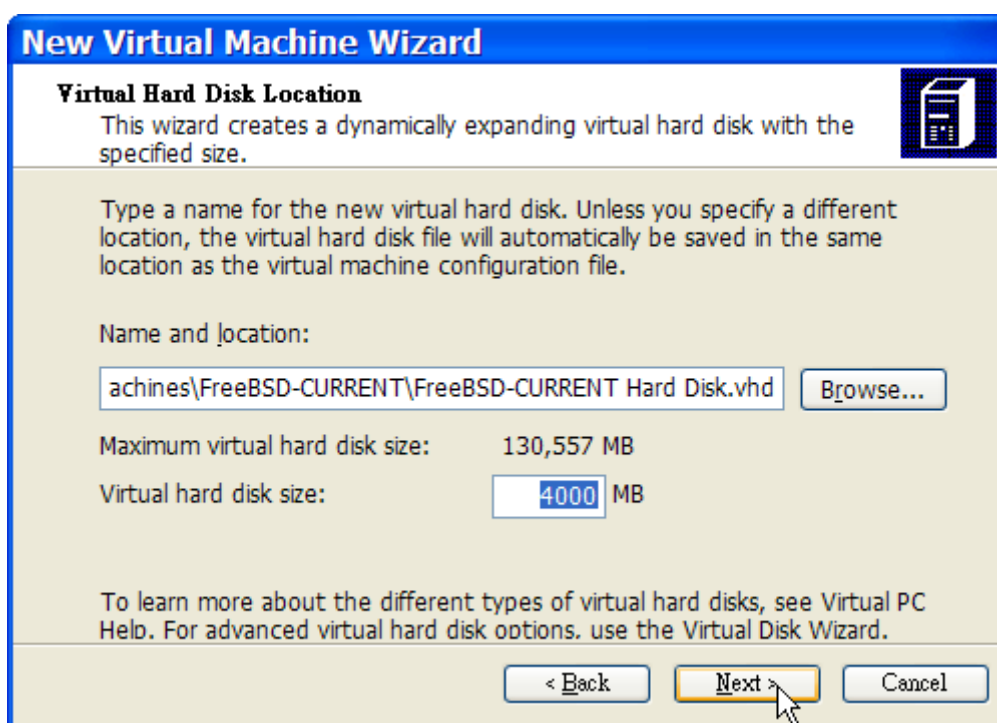 New Virtual Machine Wizard
Virtual Hard Disk Location
This wizard creates a dynamically expanding virtual hard disk with the
specified size.
Type a name for the new virtual hard disk. Unless you specify a different
location, the virtual hard disk file will automatically be saved in the same
location as the virtual machine configuration file.
Name and location:
achines\FreeBSD-CURRENT\FreeBSD-CURRENT Hard Disk.vhd Browse...
Maximum virtual hard disk size: 130,557 MB
Virtual hard disk size: 4000 MB
To learn more about the different types of virtual hard disks, see Virtual PC
Help. For advanced virtual hard disk options, use the Virtual Disk Wizard.
< Back Next > Cancel